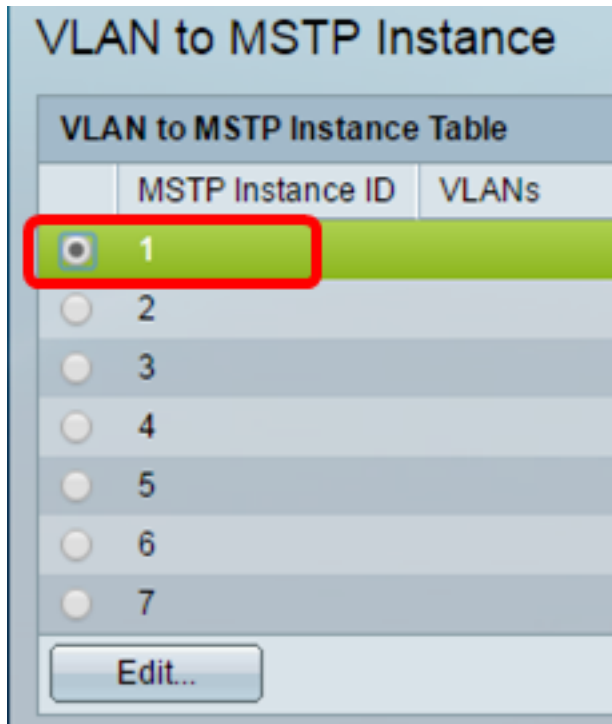 VLAN to MSTP Instance
VLAN to MSTP Instance Table
MSTP Instance ID VLANs
1
2
3
4
5
6
7
Edit...